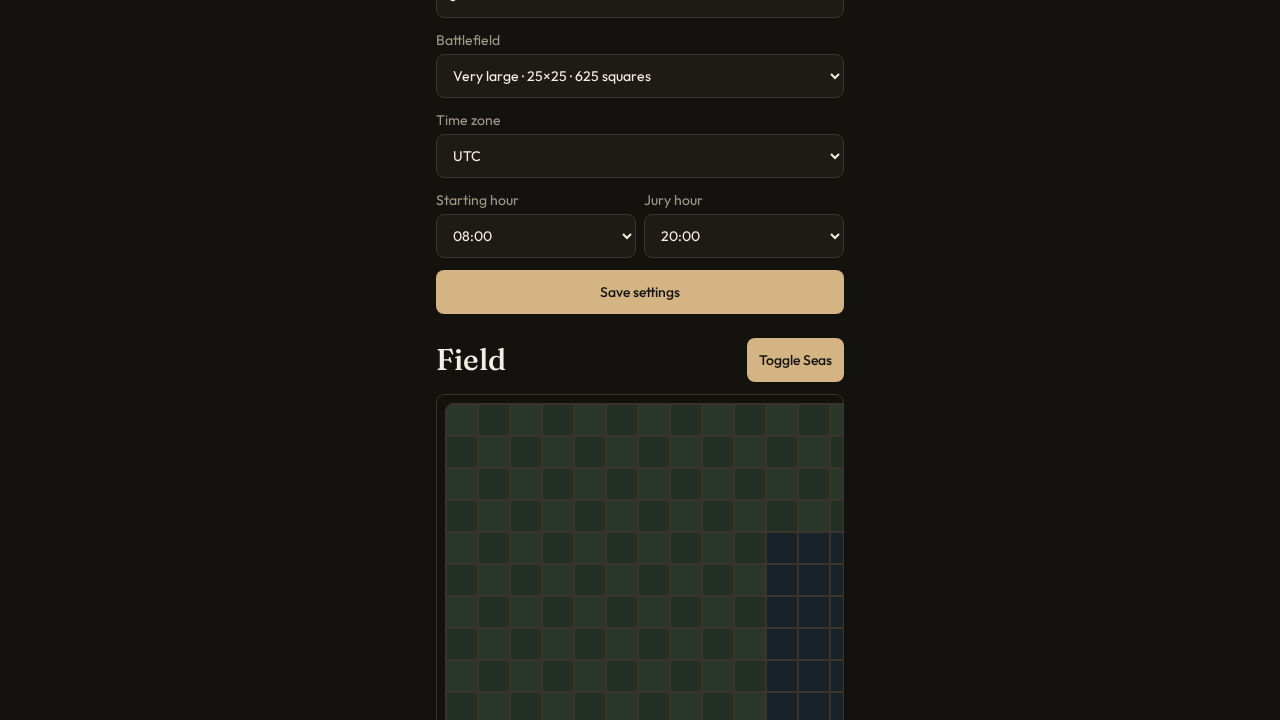 Battlefield
Very large · 25×25 · 625 squares
Time zone
UTC
Starting hour
Jury hour
08:00
20:00
Save settings
Field
Toggle Seas